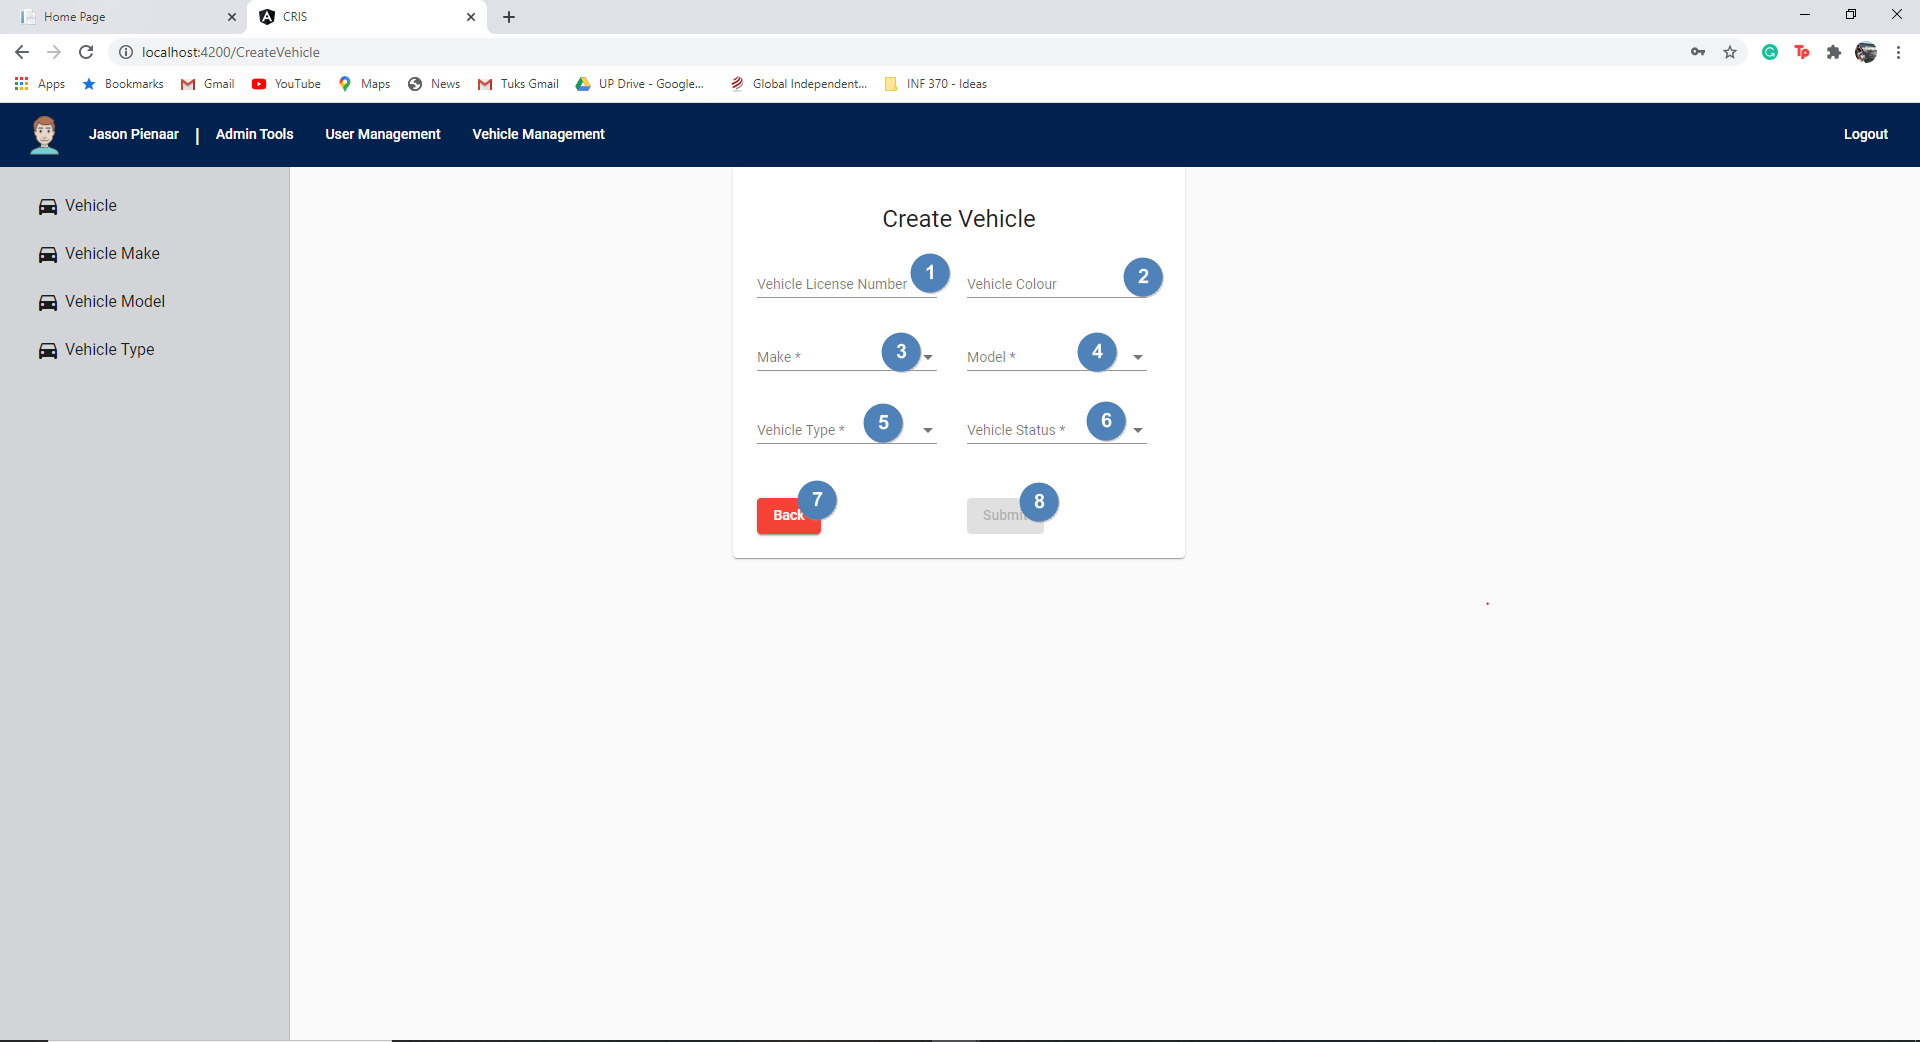 Home Page CRIS
localhost:4200/CreateVehicle
Apps Bookmarks Gmail YouTube Maps News Tuks Gmail UP Drive - Google... Global Independent... INF 370 - Ideas
Jason Pienaar | Admin Tools User Management Vehicle Management Logout
Vehicle
Vehicle Make
Vehicle Model
Vehicle Type
Create Vehicle
Vehicle License Number 1 Vehicle Colour 2
Make * 3 Model * 4
Vehicle Type * 5 Vehicle Status * 6
Back 7 Submit 8